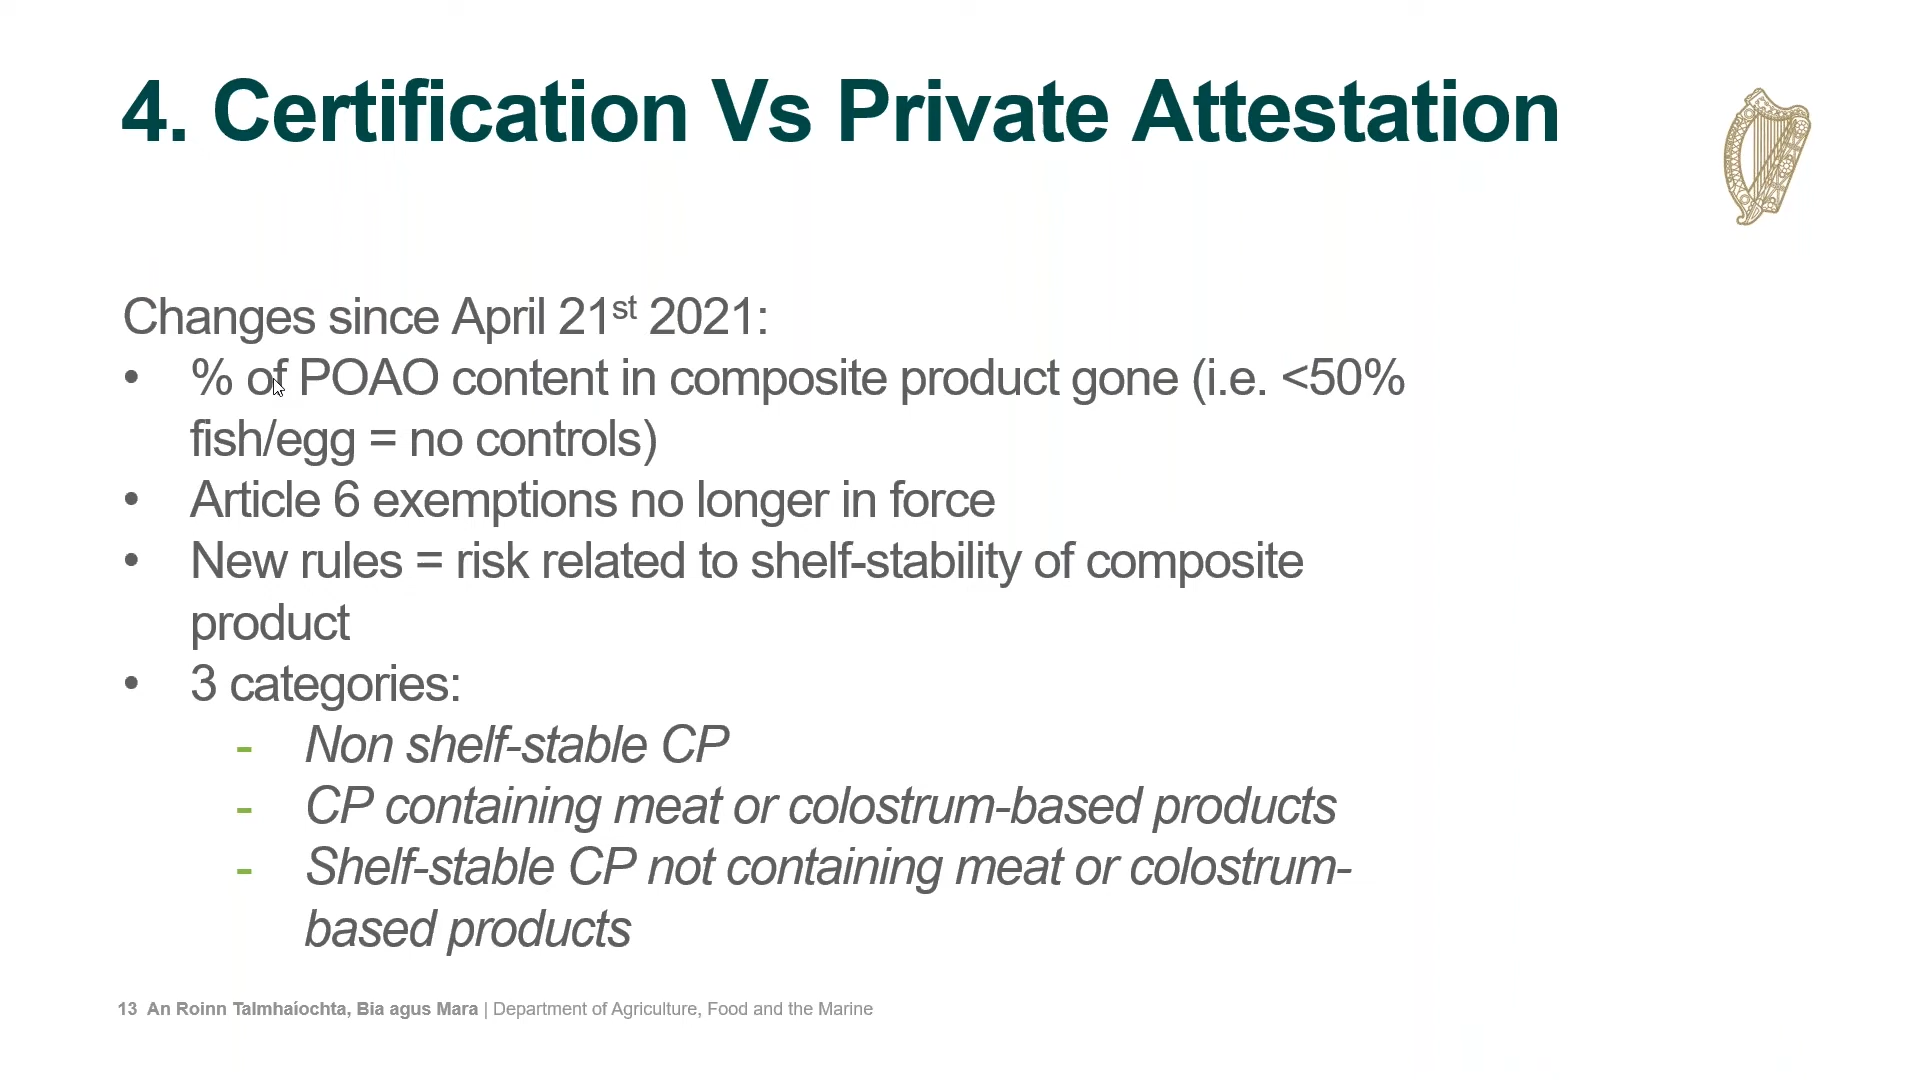 4. Certification Vs Private Attestation
Changes since April 21st 2021:
• % of POAO content in composite product gone (i.e. <50%
fish/egg = no controls)
• Article 6 exemptions no longer in force
• New rules = risk related to shelf-stability of composite
product
• 3 categories:
- Non shelf-stable CP
- CP containing meat or colostrum-based products
- Shelf-stable CP not containing meat or colostrum-
based products
13 An Roinn Talmhaíochta, Bia agus Mara | Department of Agriculture, Food and the Marine